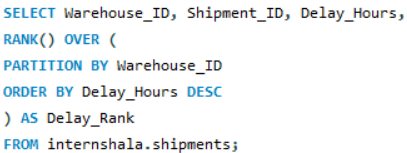 SELECT Warehouse_ID, Shipment_ID, Delay_Hours,
RANK() OVER (
PARTITION BY Warehouse_ID
ORDER BY Delay_Hours DESC
) AS Delay_Rank
FROM internshala.shipments;